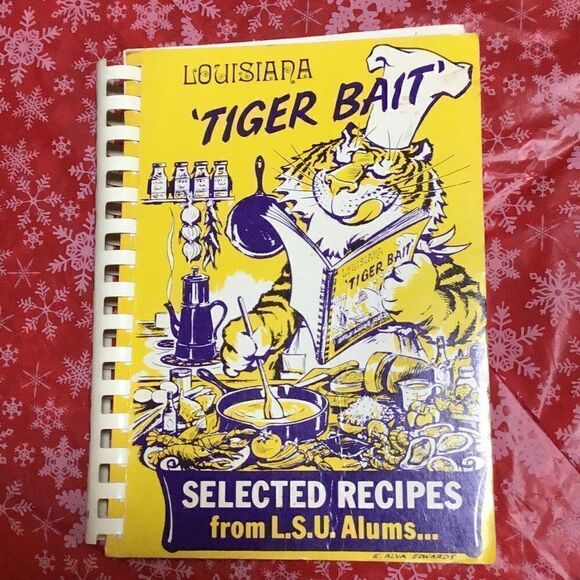 LOUISIANA
'TIGER BAIT'
LOUISIANA
'TIGER BAIT'
SELECTED RECIPES
from L.S.U. Alums...
E. ALVA EDWARDS